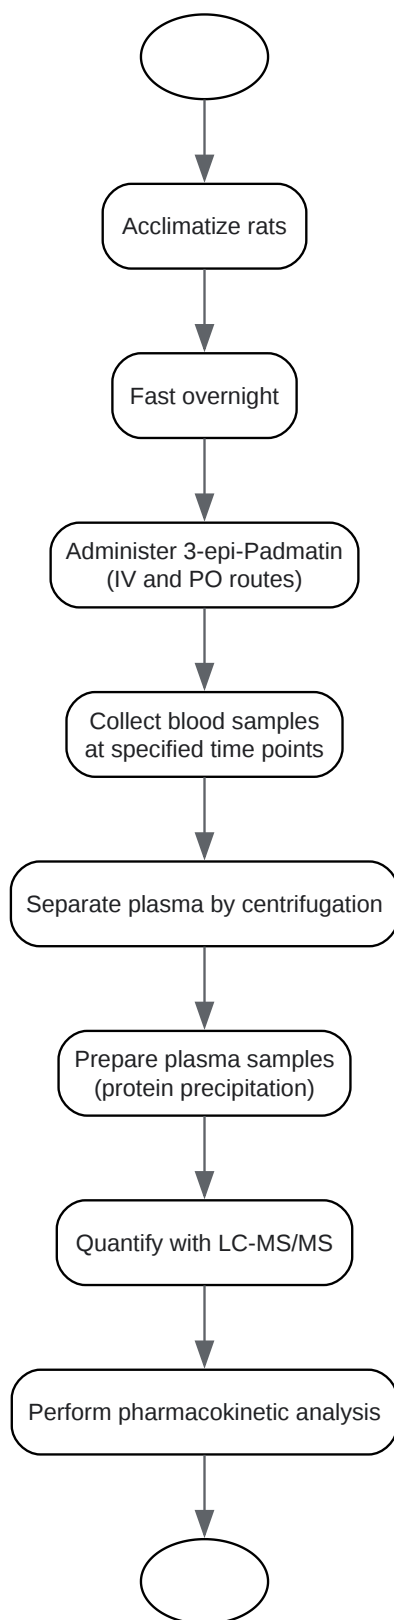 Acclimatize rats
Fast overnight
Administer 3-epi-Padmatin
(IV and PO routes)
Collect blood samples
at specified time points
Separate plasma by centrifugation
Prepare plasma samples
(protein precipitation)
Quantify with LC-MS/MS
Perform pharmacokinetic analysis